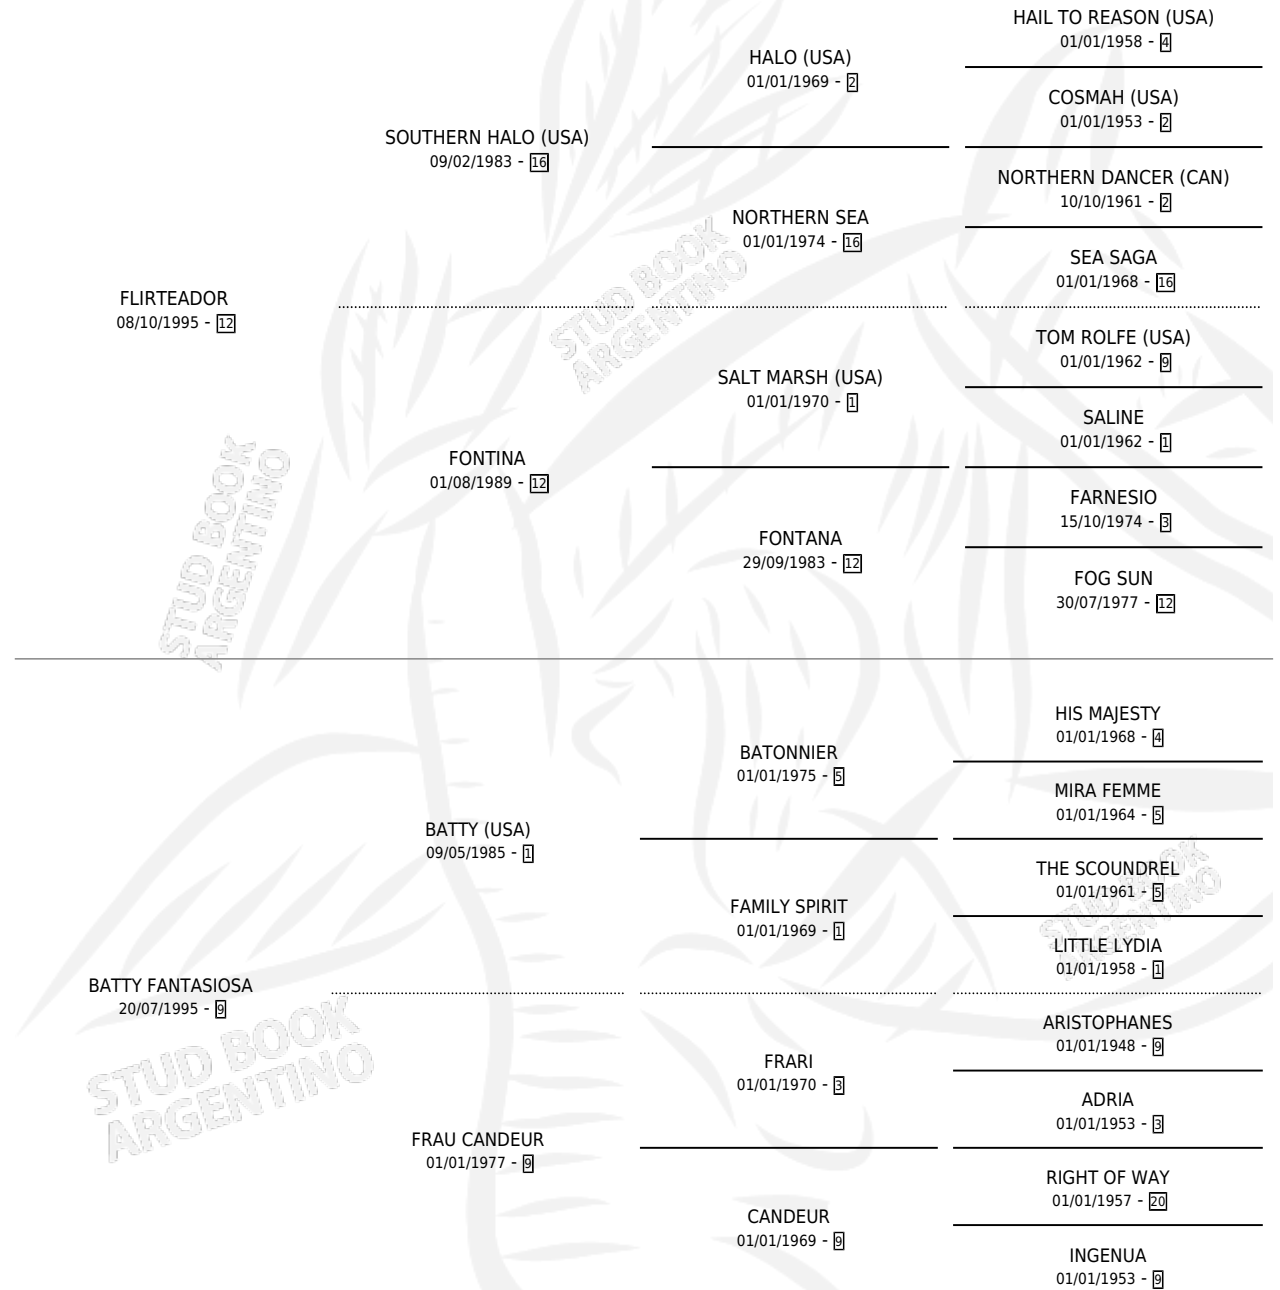 HAIL TO REASON (USA)
01/01/1958 - 4
HALO (USA)
01/01/1969 - 2
COSMAH (USA)
01/01/1953 - 2
SOUTHERN HALO (USA)
09/02/1983 - 16
NORTHERN DANCER (CAN)
10/10/1961 - 2
NORTHERN SEA
01/01/1974 - 16
SEA SAGA
01/01/1968 - 16
FLIRTEADOR
08/10/1995 - 12
TOM ROLFE (USA)
01/01/1962 - 9
SALT MARSH (USA)
01/01/1970 - 1
SALINE
01/01/1962 - 1
FONTINA
01/08/1989 - 12
FARNESIO
15/10/1974 - 3
FONTANA
29/09/1983 - 12
FOG SUN
30/07/1977 - 12
STUD BOOK
ARGENTINO
STUD BOOK
ARGENTINO
HIS MAJESTY
01/01/1968 - 4
BATONNIER
01/01/1975 - 5
MIRA FEMME
01/01/1964 - 5
BATTY (USA)
09/05/1985 - 1
THE SCOUNDREL
01/01/1961 - 5
FAMILY SPIRIT
01/01/1969 - 1
LITTLE LYDIA
01/01/1958 - 1
STUD BOOK
ARGENTINO
BATTY FANTASIOSA
20/07/1995 - 9
ARISTOPHANES
01/01/1948 - 9
FRARI
01/01/1970 - 3
ADRIA
01/01/1953 - 3
STUD BOOK
ARGENTINO
FRAU CANDEUR
01/01/1977 - 9
RIGHT OF WAY
01/01/1957 - 20
CANDEUR
01/01/1969 - 9
INGENUA
01/01/1953 - 9